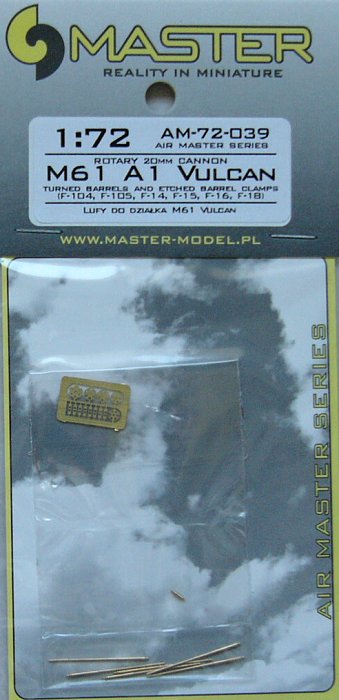 MASTER
REALITY IN MINIATURE
1:72
AM-72-039
AIR MASTER SERIES
ROTARY 20MM CANNON
M61 A1 VULCAN
TURNED BARRELS AND ETCHED BARREL CLAMPS
(F-104, F-105, F-14, F-15, F-16, F-18)
LUFY DO DZIAŁKA M61 VULCAN
WWW.MASTER-MODEL.PL
AIR MASTER SERIES